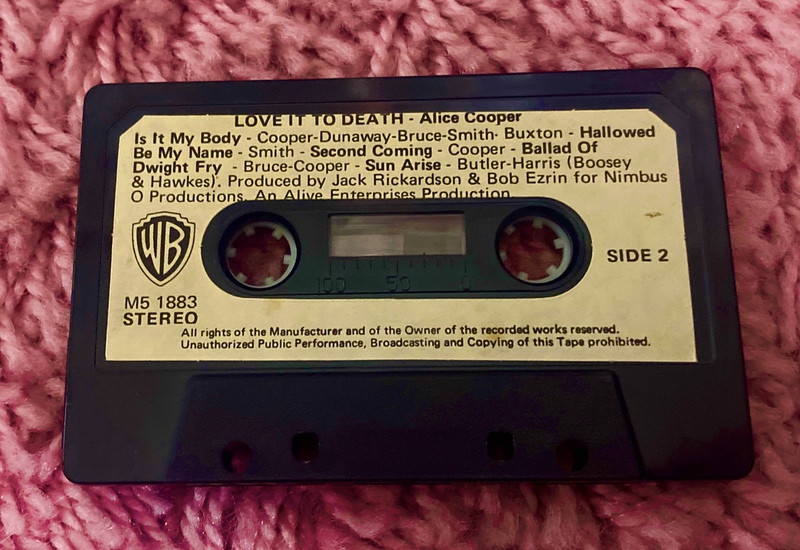 LOVE IT TO DEATH - Alice Cooper
Is It My Body - Cooper-Dunaway-Bruce-Smith- Buxton - Hallowed
Be My Name - Smith - Second Coming - Cooper - Ballad Of
Dwight Fry - Bruce-Cooper - Sun Arise - Butler-Harris (Boosey
& Hawkes). Produced by Jack Rickardson & Bob Ezrin for Nimbus
O Productions. An Alive Enterprises Production
WB
SIDE 2
100 50 0
M5 1883
STEREO
All rights of the Manufacturer and of the Owner of the recorded works reserved.
Unauthorized Public Performance, Broadcasting and Copying of this Tape prohibited.